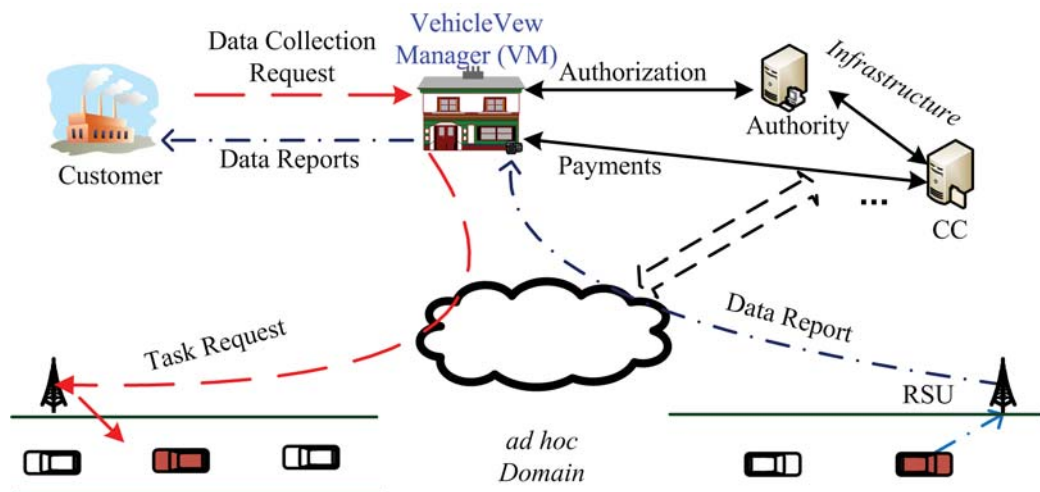 VehicleVew
Manager (VM)
Data Collection
Request
Authorization
Infrastructure
Authority
Customer
Data Reports
Payments
...
CC
Task Request
Data Report
RSU
ad hoc
Domain